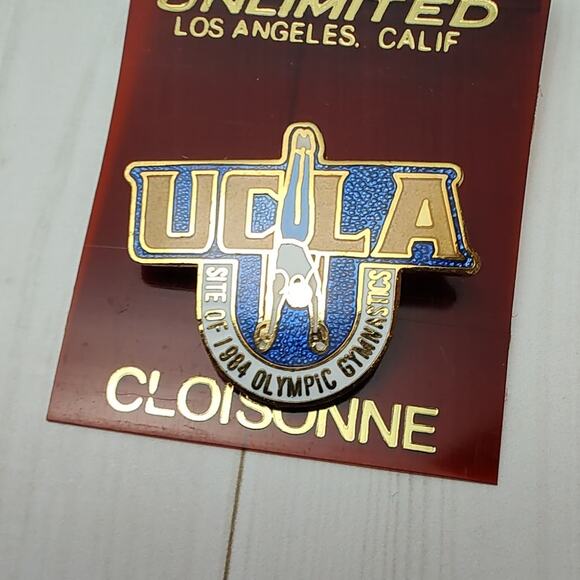 UNLIMITED
LOS ANGELES, CALIF
UCLA
SITE OF 1984 OLYMPiC GYMNASTICS
CLOISONNE